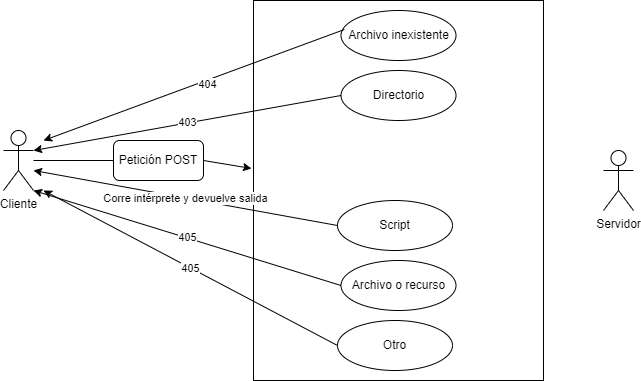 Archivo inexistente
404
Directorio
403
Petición POST
Corre intérprete y devuelve salida
Cliente
Script
Servidor
405
405
Archivo o recurso
Otro